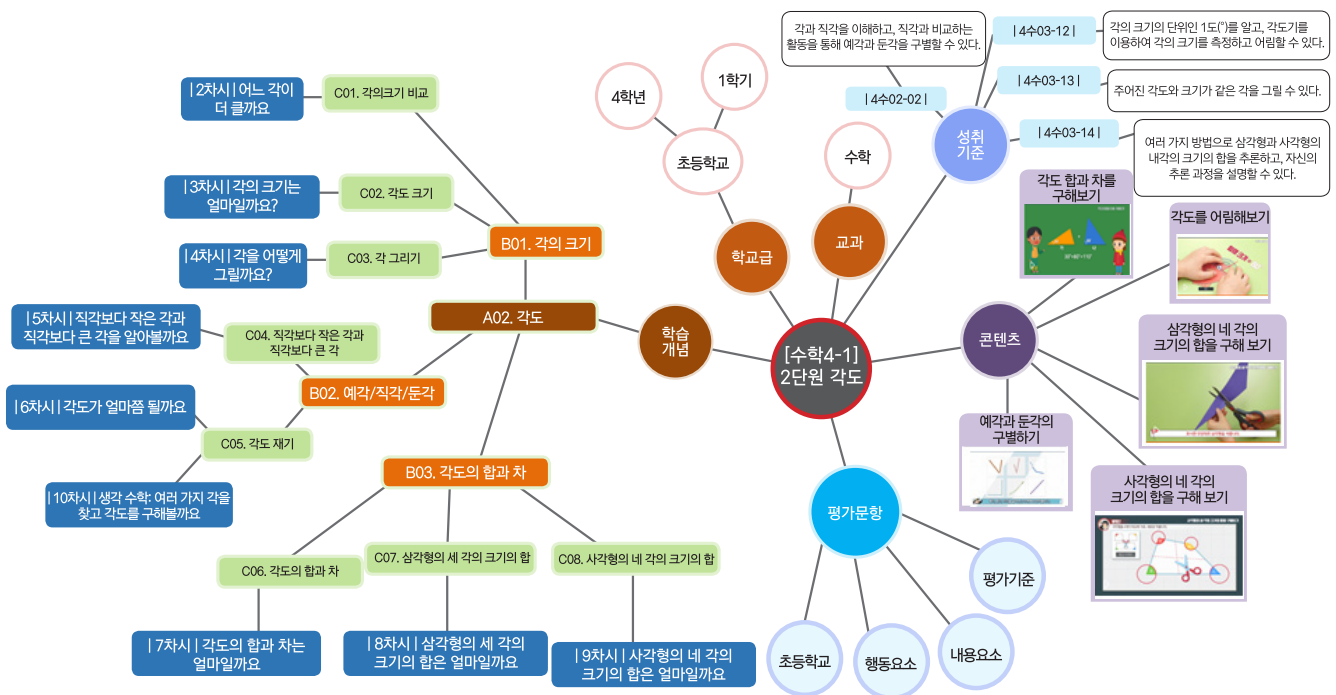 각과 직각을 이해하고, 직각과 비교하는
활동을 통해 예각과 둔각을 구별할 수 있다.
| 4수03-12 |
각의 크기의 단위인 1도(°)를 알고, 각도기를
이용하여 각의 크기를 측정하고 어림할 수 있다.
| 4수03-13 |
주어진 각도와 크기가 같은 각을 그릴 수 있다.
| 4수02-02 |
| 4수03-14 |
여러 가지 방법으로 삼각형과 사각형의
내각의 크기의 합을 추론하고, 자신의
추론 과정을 설명할 수 있다.
성취
기준
4학년
1학기
초등학교
수학
학교급
교과
| 2차시 | 어느 각이
더 클까요
C01. 각의크기 비교
| 3차시 | 각의 크기는
얼마일까요?
C02. 각도 크기
| 4차시 | 각을 어떻게
그릴까요?
C03. 각 그리기
B01. 각의 크기
| 5차시 | 직각보다 작은 각과
직각보다 큰 각을 알아볼까요
C04. 직각보다 작은 각과
직각보다 큰 각
A02. 각도
학습
개념
[수학4-1]
2단원 각도
콘텐츠
| 6차시 | 각도가 얼마쯤 될까요
B02. 예각/직각/둔각
C05. 각도 재기
| 10차시 | 생각 수학: 여러 가지 각을
찾고 각도를 구해볼까요
B03. 각도의 합과 차
C06. 각도의 합과 차
C07. 삼각형의 세 각의 크기의 합
C08. 사각형의 네 각의 크기의 합
| 7차시 | 각도의 합과 차는
얼마일까요
| 8차시 | 삼각형의 세 각의
크기의 합은 얼마일까요
| 9차시 | 사각형의 네 각의
크기의 합은 얼마일까요
각도 합과 차를
구해보기
각도를 어림해보기
삼각형의 네 각의
크기의 합을 구해 보기
예각과 둔각의
구별하기
사각형의 네 각의
크기의 합을 구해 보기
평가문항
평가기준
초등학교
행동요소
내용요소